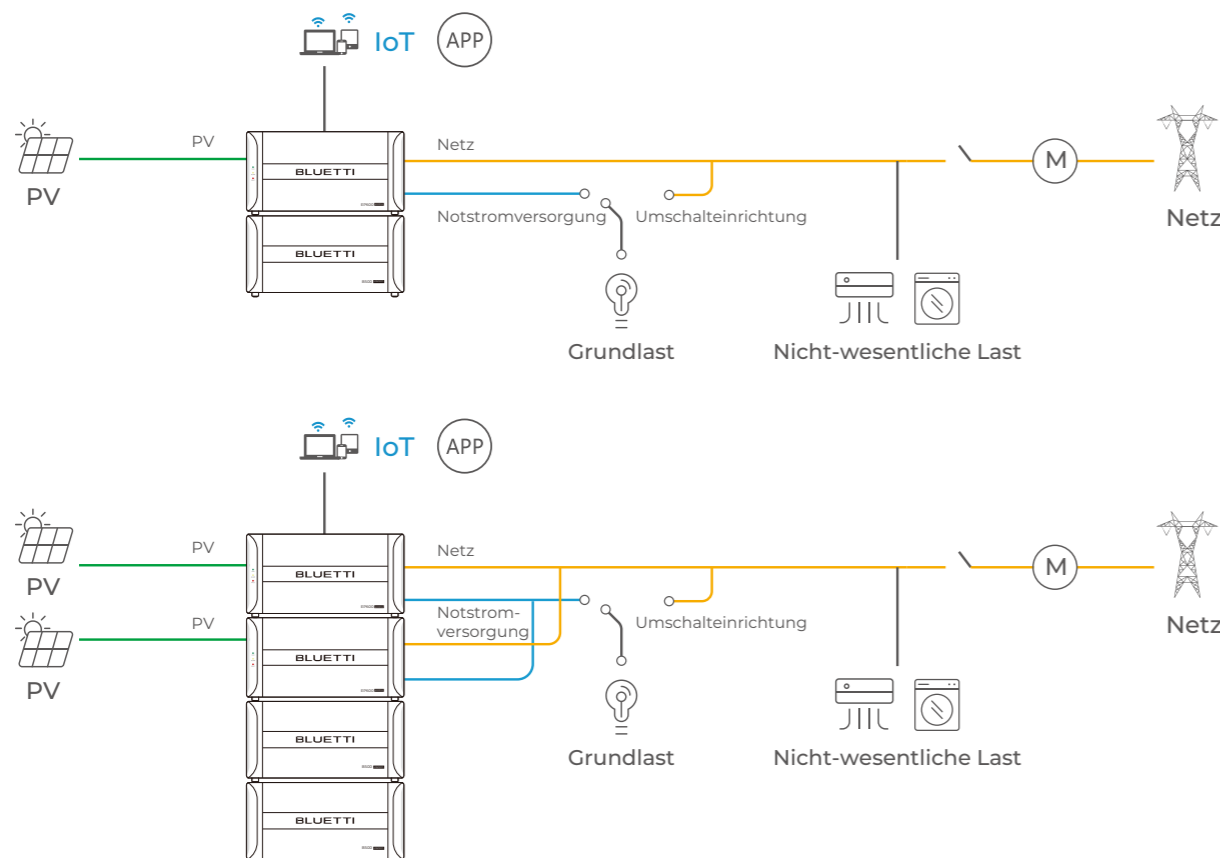 IoT
APP
PV
Netz
BLUETTI
M
PV
Notstromversorgung
Umschalteinrichtung
Netz
BLUETTI
Grundlast
Nicht-wesentliche Last
IoT
APP
PV
Netz
BLUETTI
M
PV
Notstrom-
versorgung
Umschalteinrichtung
Netz
PV
BLUETTI
PV
BLUETTI
Grundlast
Nicht-wesentliche Last
BLUETTI